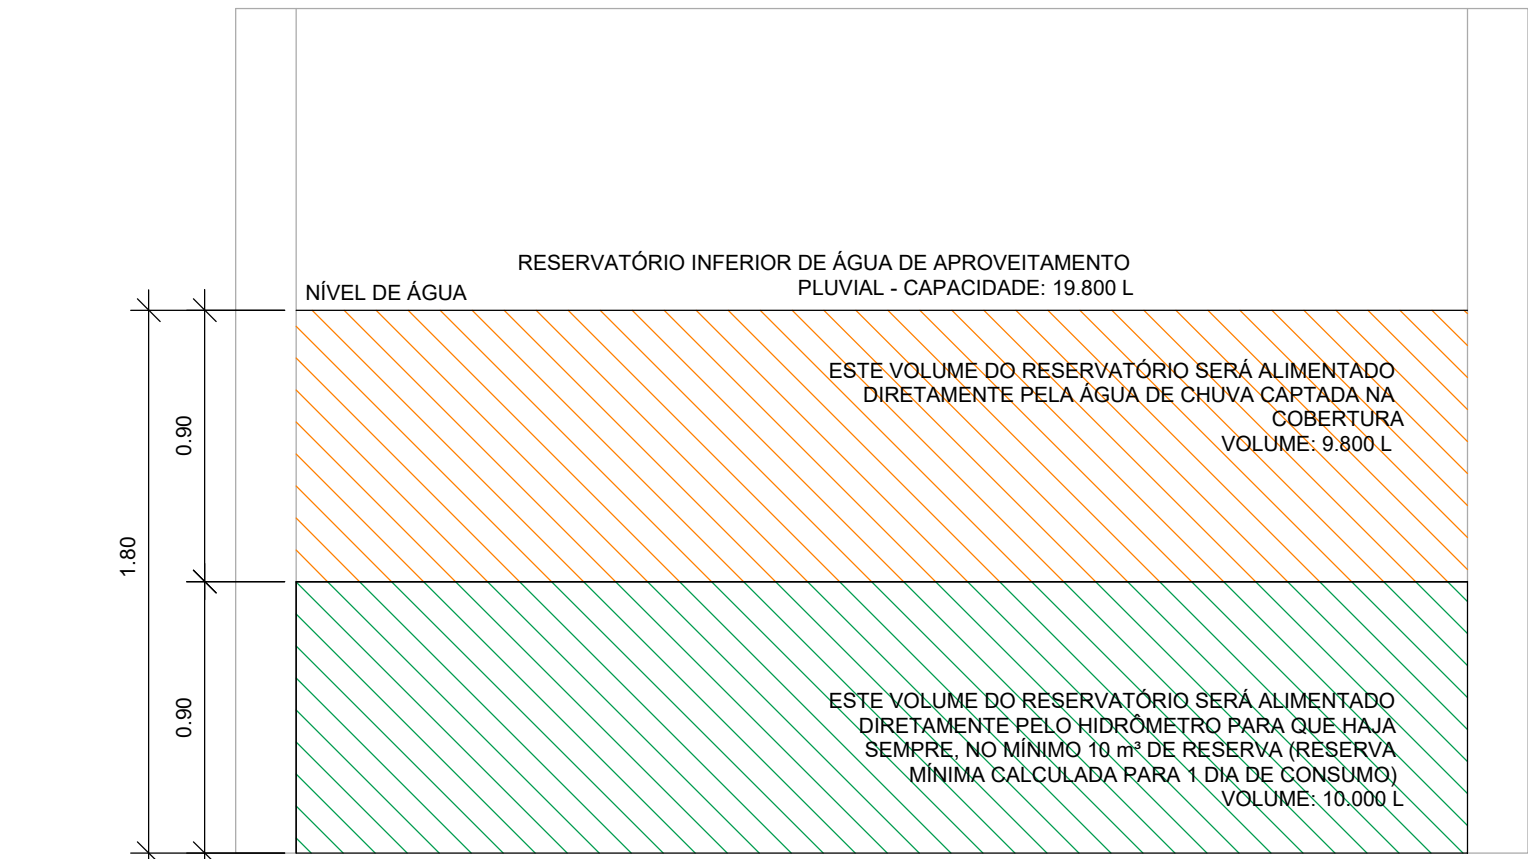 RESERVATÓRIO INFERIOR DE ÁGUA DE APROVEITAMENTO
PLUVIAL - CAPACIDADE: 19.800 L
NÍVEL DE ÁGUA
ESTE VOLUME DO RESERVATÓRIO SERÁ ALIMENTADO
DIRETAMENTE PELA ÁGUA DE CHUVA CAPTADA NA
COBERTURA
VOLUME: 9.800 L
0.90
1.80
0.90
ESTE VOLUME DO RESERVATÓRIO SERÁ ALIMENTADO
DIRETAMENTE PELO HIDRÔMETRO PARA QUE HAJA
SEMPRE, NO MÍNIMO 10 m³ DE RESERVA (RESERVA
MÍNIMA CALCULADA PARA 1 DIA DE CONSUMO)
VOLUME: 10.000 L